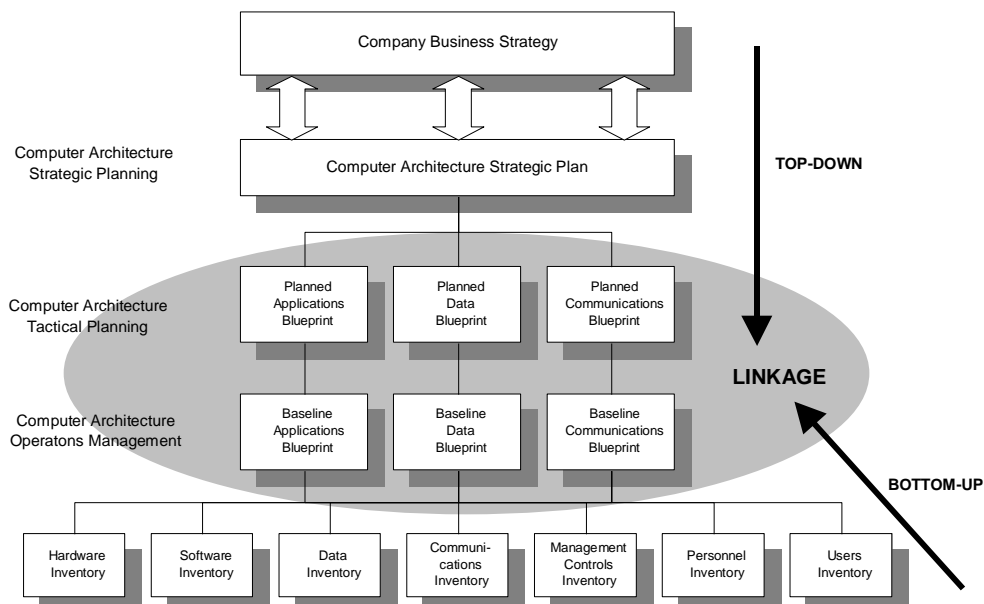 Company Business Strategy
Computer Architecture
Strategic Planning
Computer Architecture Strategic Plan
TOP-DOWN
Computer Architecture
Tactical Planning
Planned
Applications
Blueprint
Planned
Data
Blueprint
Planned
Communications
Blueprint
LINKAGE
Computer Architecture
Operatons Management
Baseline
Applications
Blueprint
Baseline
Data
Blueprint
Baseline
Communications
Blueprint
BOTTOM-UP
Hardware
Inventory
Software
Inventory
Data
Inventory
Communi-
cations
Inventory
Management
Controls
Inventory
Personnel
Inventory
Users
Inventory